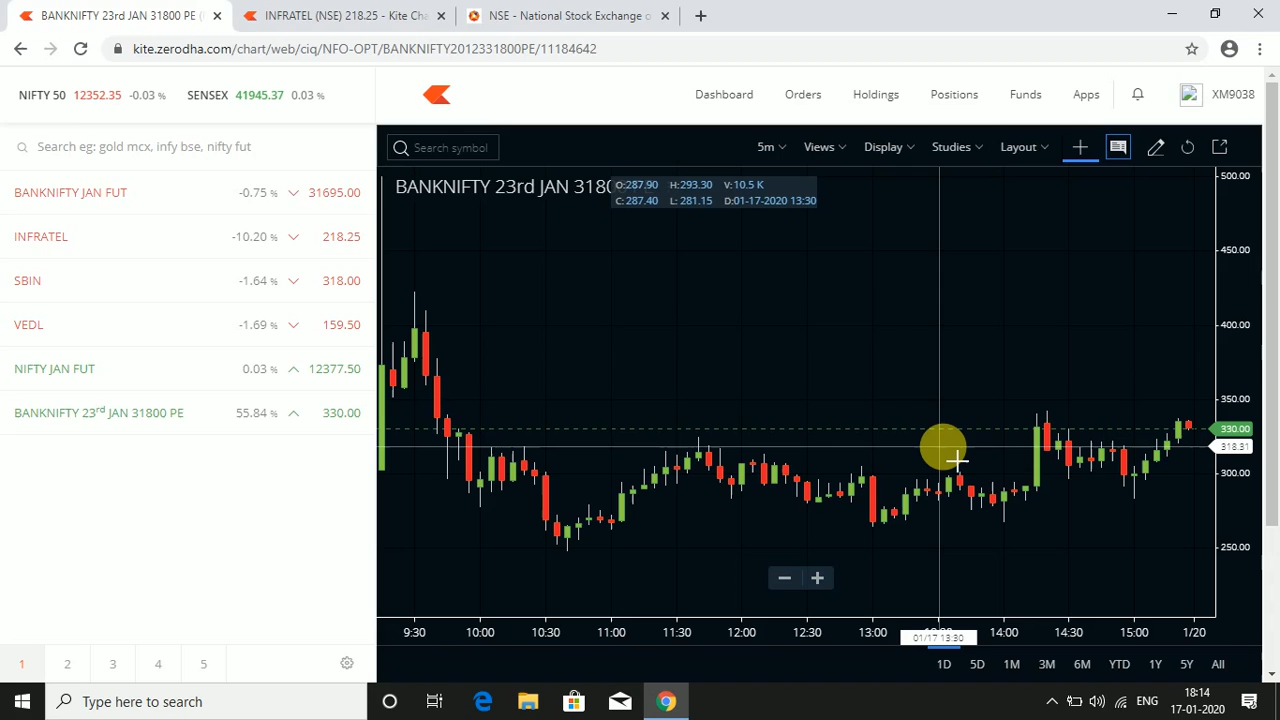 BANKNIFTY 23rd JAN 31800 PE (
INFRATEL (NSE) 218.25 - Kite Cha
NSE - National Stock Exchange o
kite.zerodha.com/chart/web/ciq/NFO-OPT/BANKNIFTY2012331800PE/11184642
NIFTY 50 12352.35 -0.03 % SENSEX 41945.37 0.03 %
Dashboard Orders Holdings Positions Funds Apps XM9038
Search eg: gold mcx, infy bse, nifty fut
BANKNIFTY JAN FUT -0.75 % 31695.00
INFRATEL -10.20 % 218.25
SBIN -1.64 % 318.00
VEDL -1.69 % 159.50
NIFTY JAN FUT 0.03 % 12377.50
BANKNIFTY 23rd JAN 31800 PE 55.84 % 330.00
1 2 3 4 5
Search symbol 5m Views Display Studies Layout
BANKNIFTY 23rd JAN 3180
O:287.90 H:293.30 V:10.5 K
C:287.40 L: 281.15 D:01-17-2020 13:30
500.00
450.00
400.00
350.00
330.00
318.31
300.00
250.00
9:30 10:00 10:30 11:00 11:30 12:00 12:30 13:00 14:00 14:30 15:00 1/20
01/17 13:30
1D 5D 1M 3M 6M YTD 1Y 5Y All
Type here to search
ENG
18:14
17-01-2020